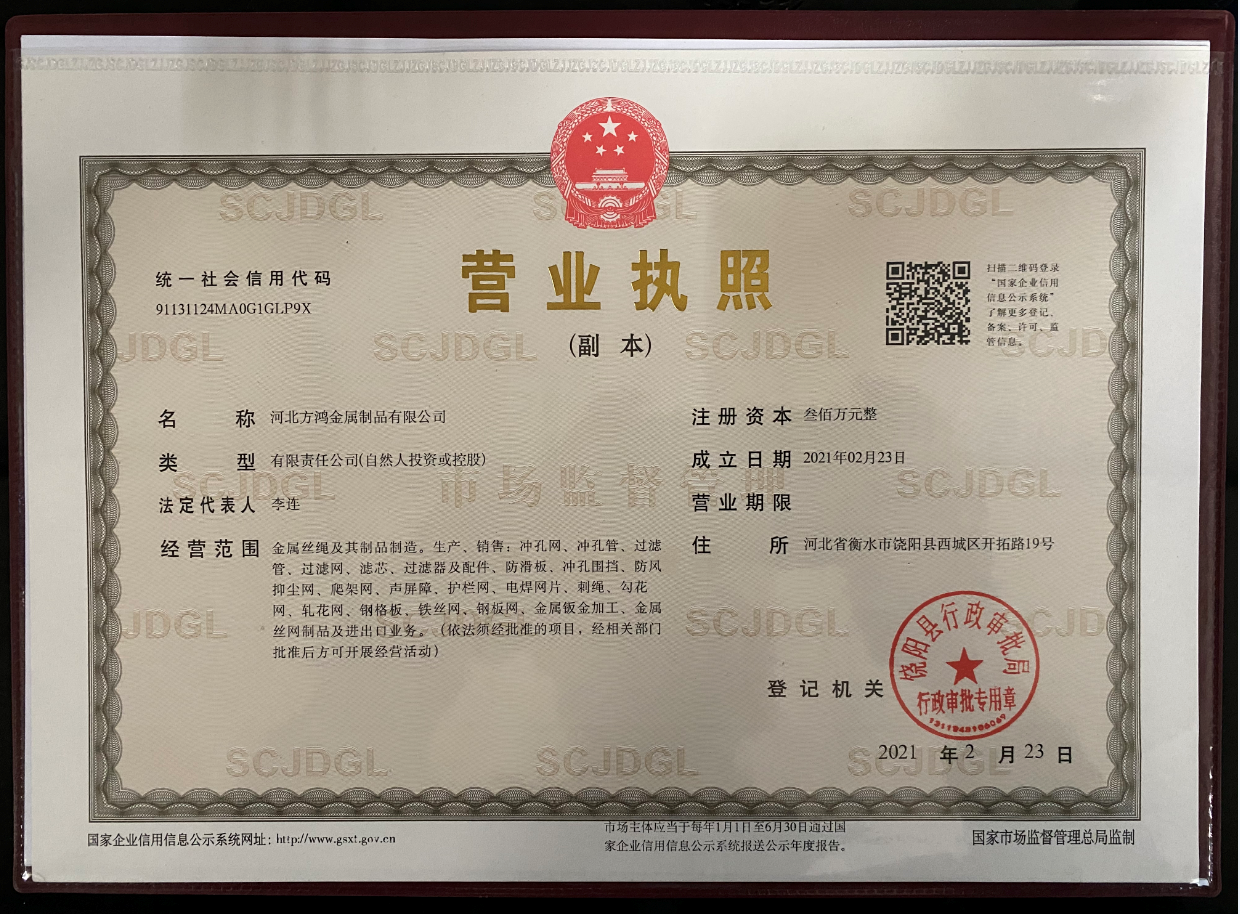 统一社会信用代码
91131124MA0G1GLP9X
营业执照
(副 本)
扫描二维码登录
“国家企业信用
信息公示系统”
了解更多登记、
备案、许可、监
管信息。
名 称 河北方鸿金属制品有限公司
类 型 有限责任公司(自然人投资或控股)
法定代表人 李连
经营范围 金属丝绳及其制品制造。生产、销售：冲孔网、冲孔管、过滤
管、过滤网、滤芯、过滤器及配件、防滑板、冲孔围挡、防风
抑尘网、爬架网、声屏障、护栏网、电焊网片、刺绳、勾花
网、轧花网、钢格板、铁丝网、钢板网、金属钣金加工、金属
丝网制品及进出口业务。（依法须经批准的项目，经相关部门
批准后方可开展经营活动）
注册资本 叁佰万元整
成立日期 2021年02月23日
营业期限
住 所 河北省衡水市饶阳县西城区开拓路19号
登记机关
饶阳县行政审批局
行政审批专用章
2021 年 2 月 23 日
SCJDGL
市场监督管理
国家企业信用信息公示系统网址：http://www.gsxt.gov.cn
市场主体应当于每年1月1日至6月30日通过国
家企业信用信息公示系统报送公示年度报告。
国家市场监督管理总局监制